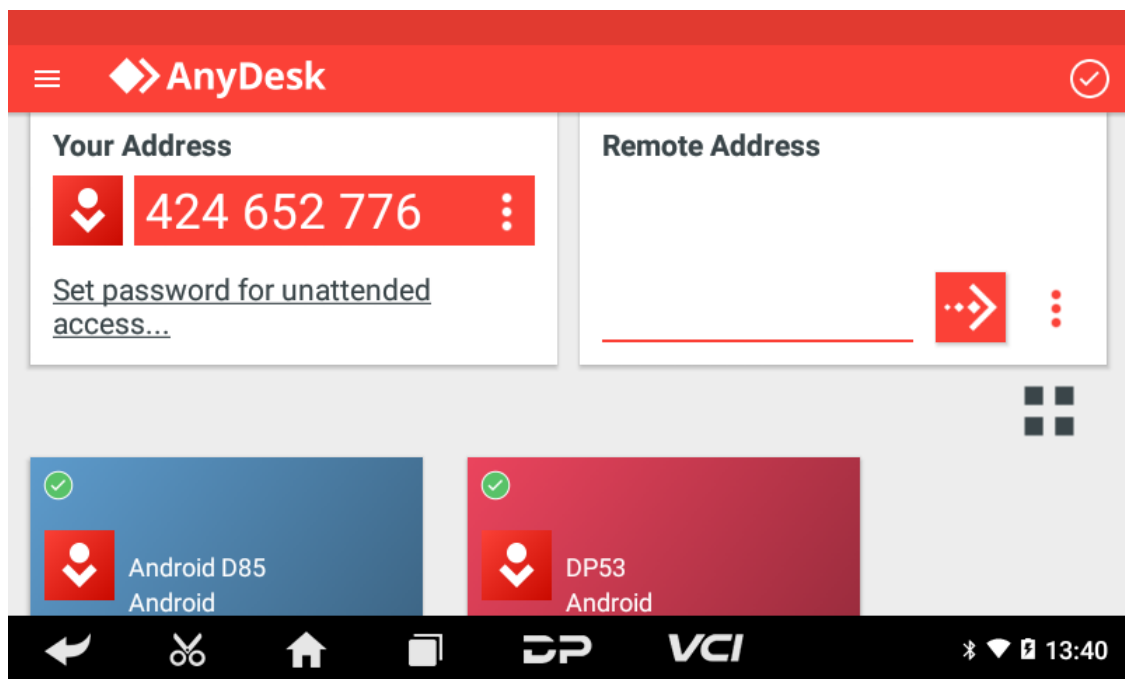 AnyDesk
Your Address
424 652 776
Set password for unattended
access...
Remote Address
Android D85
Android
DP53
Android
DP
VCI
13:40